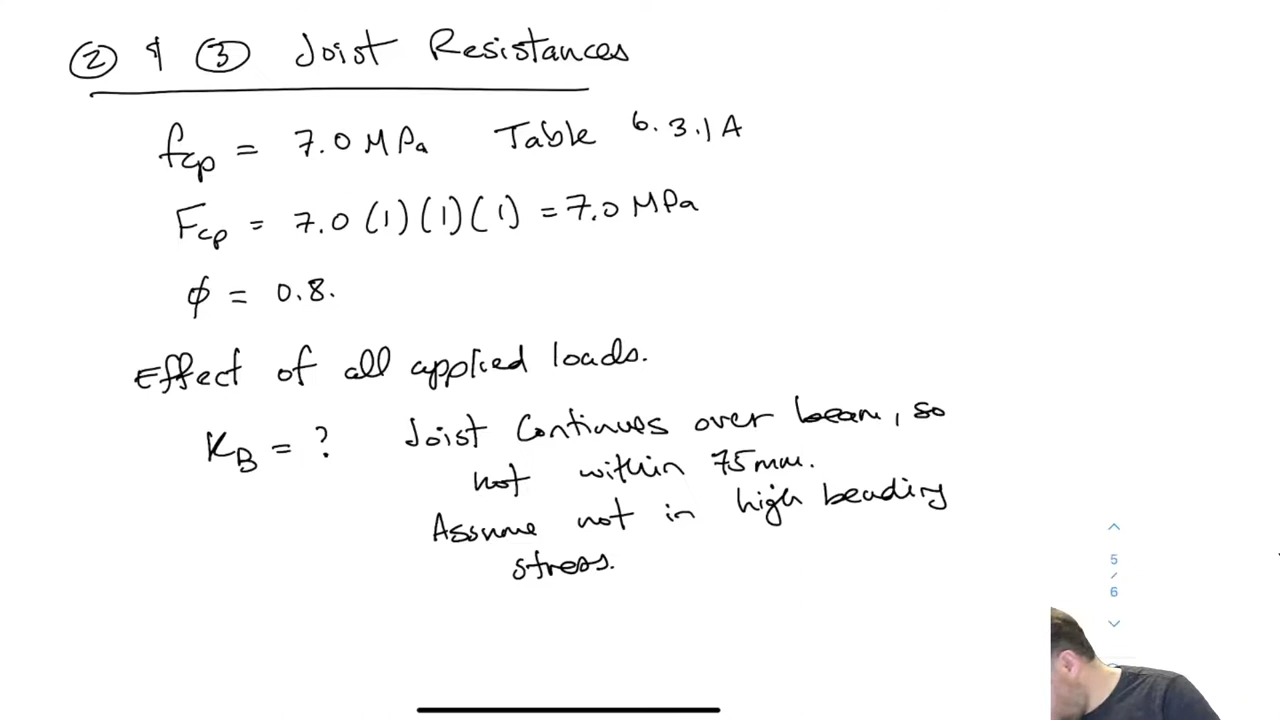 ② & ③ Joist Resistances
fcp = 7.0 MPa Table 6.3.1A
Fcp = 7.0 (1)(1)(1) = 7.0 MPa
φ = 0.8.
Effect of all applied loads.
KB = ? Joist continues over beam, so
not within 75mm.
Assume not in high bending
stress.
5
/
6